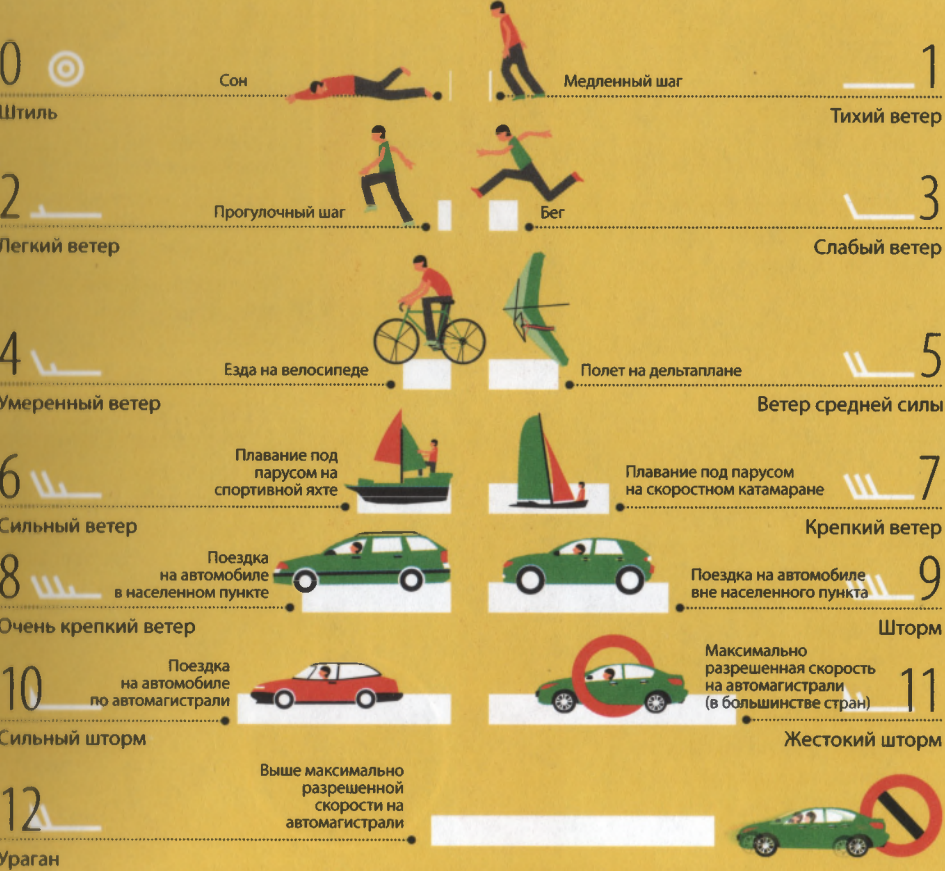 0
Сон
Штиль
Медленный шаг
1
Тихий ветер
2
Прогулочный шаг
Легкий ветер
Бег
3
Слабый ветер
4
Езда на велосипеде
Умеренный ветер
Полет на дельтаплане
5
Ветер средней силы
6
Плавание под
парусом на
спортивной яхте
Сильный ветер
Плавание под парусом
на скоростном катамаране
7
Крепкий ветер
8
Поездка
на автомобиле
в населенном пункте
Очень крепкий ветер
Поездка на автомобиле
вне населенного пункта
9
Шторм
10
Поездка
на автомобиле
по автомагистрали
Сильный шторм
Максимально
разрешенная скорость
на автомагистрали
(в большинстве стран)
11
Жестокий шторм
12
Выше максимально
разрешенной
скорости на
автомагистрали
Ураган